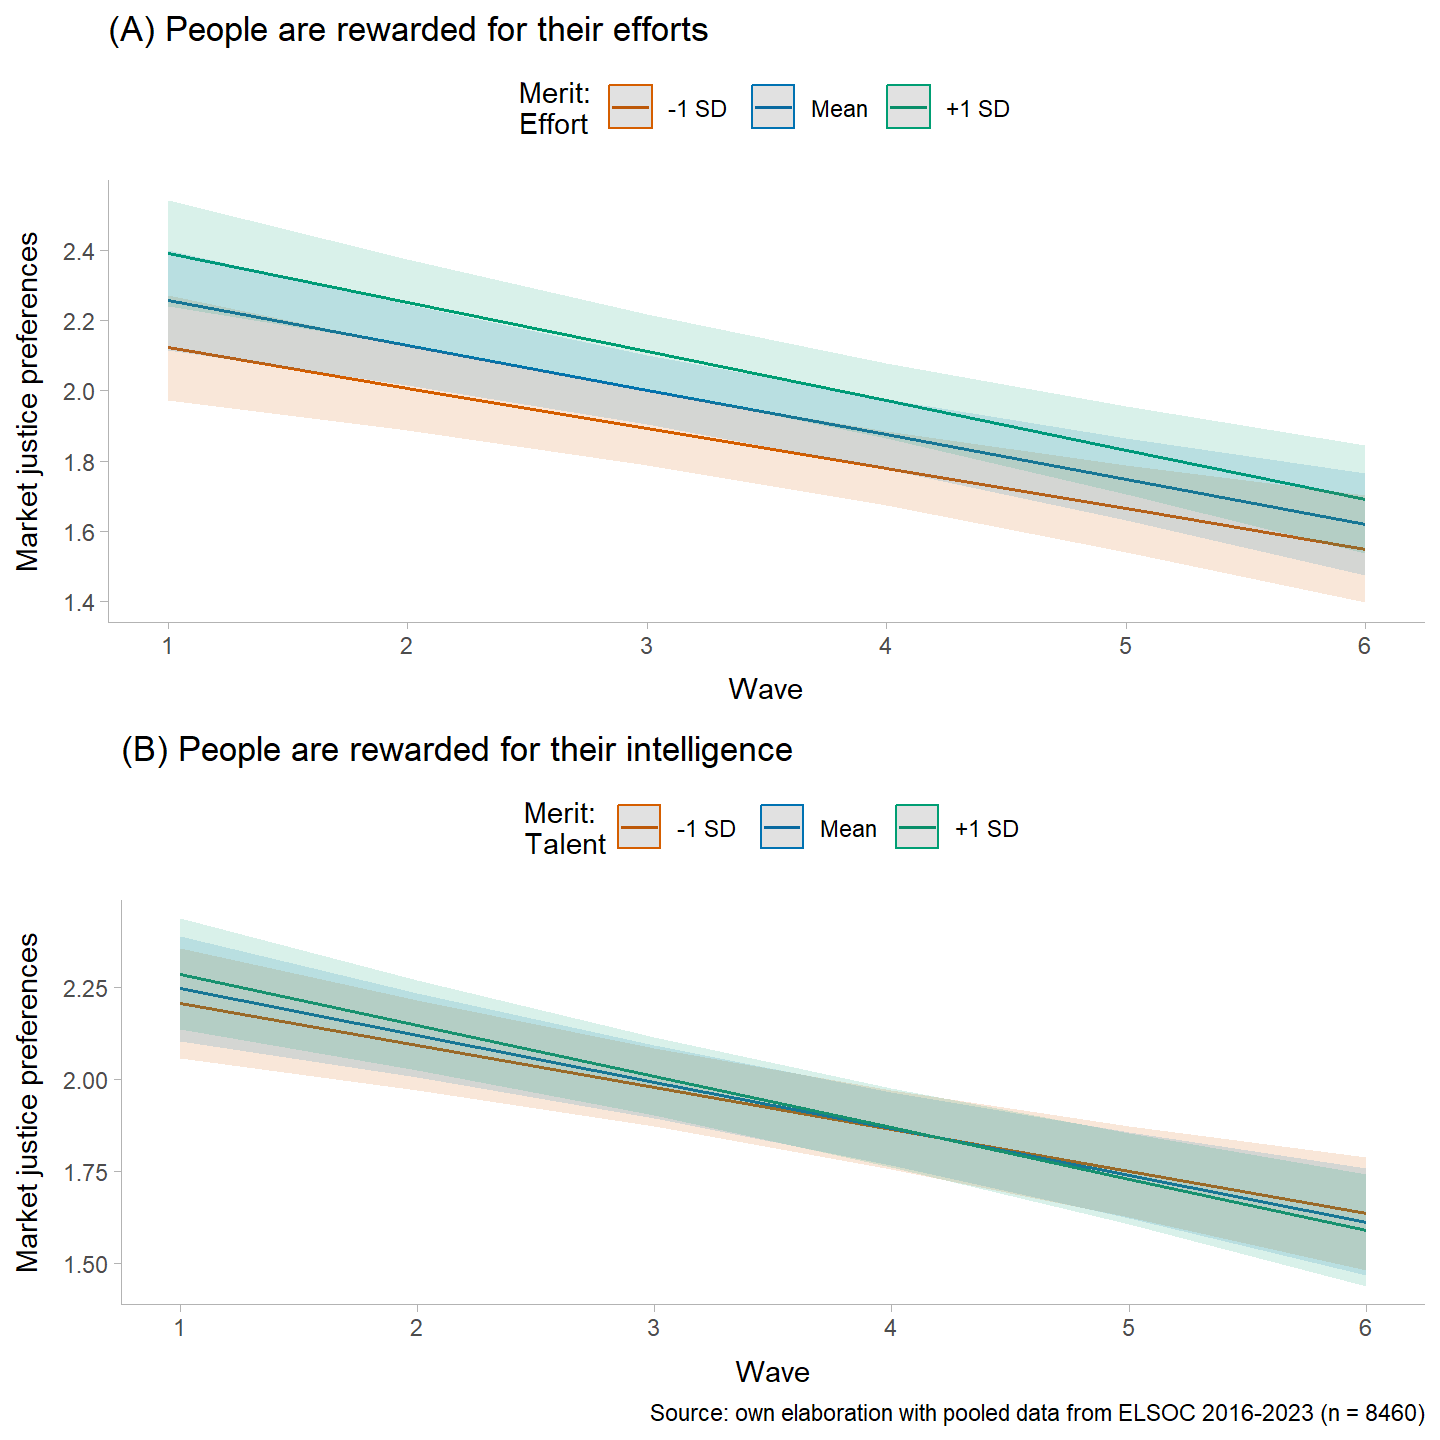 (A) People are rewarded for their efforts
Merit:
Effort
-1 SD
Mean
+1 SD
Market justice preferences
2.4
2.2
2.0
1.8
1.6
1.4
1
2
3
4
5
6
Wave
(B) People are rewarded for their intelligence
Merit:
Talent
-1 SD
Mean
+1 SD
Market justice preferences
2.25
2.00
1.75
1.50
1
2
3
4
5
6
Wave
Source: own elaboration with pooled data from ELSOC 2016-2023 (n = 8460)